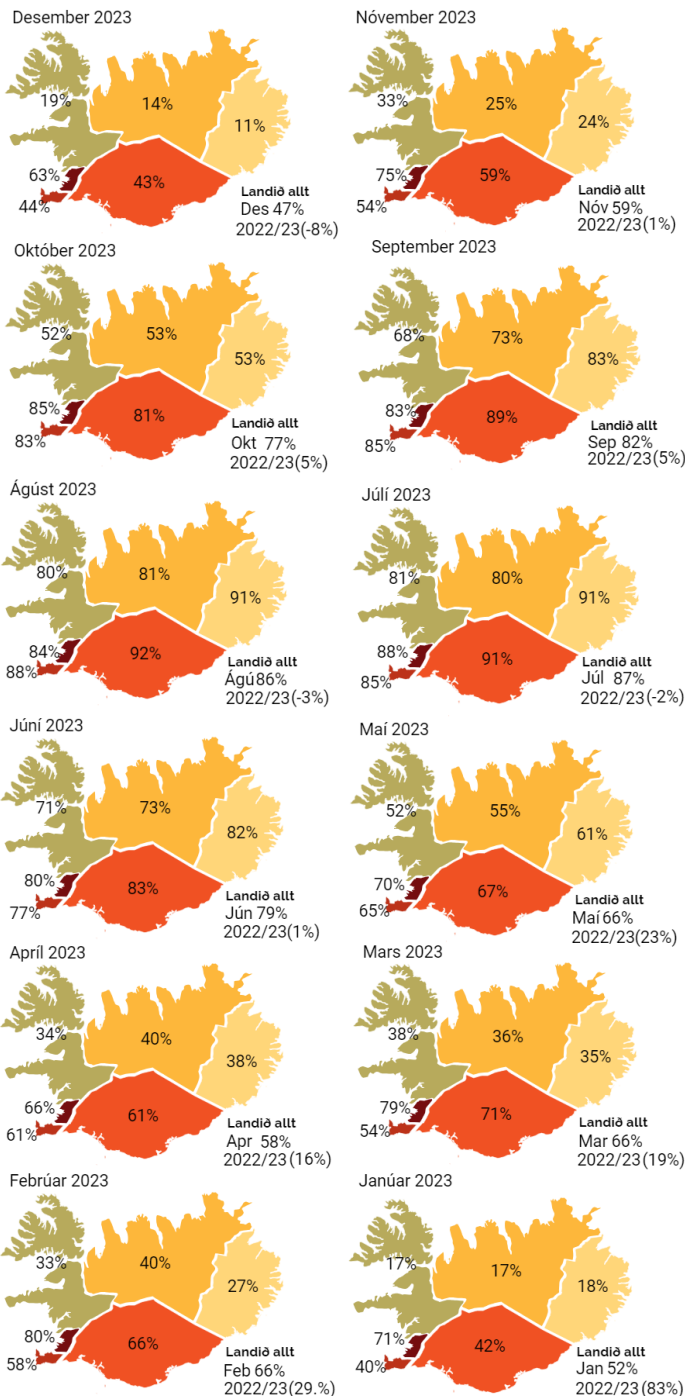 Desember 2023
19%
14%
11%
63%
43%
44%
Landið allt
Des 47%
2022/23(-8%)
Nóvember 2023
33%
25%
24%
75%
59%
54%
Landið allt
Nóv 59%
2022/23(1%)
Október 2023
52%
53%
53%
85%
81%
83%
Landið allt
Okt 77%
2022/23(5%)
September 2023
68%
73%
83%
83%
89%
85%
Landið allt
Sep 82%
2022/23(5%)
Ágúst 2023
80%
81%
91%
84%
92%
88%
Landið allt
Ágú86%
2022/23(-3%)
Júlí 2023
81%
80%
91%
88%
91%
85%
Landið allt
Júl 87%
2022/23(-2%)
Júní 2023
71%
73%
82%
80%
83%
77%
Landið allt
Jún 79%
2022/23(1%)
Maí 2023
52%
55%
61%
70%
67%
65%
Landið allt
Maí 66%
2022/23(23%)
Apríl 2023
34%
40%
38%
66%
61%
61%
Landið allt
Apr 58%
2022/23(16%)
Mars 2023
38%
36%
35%
79%
71%
54%
Landið allt
Mar 66%
2022/23(19%)
Febrúar 2023
33%
40%
27%
80%
66%
58%
Landið allt
Feb 66%
2022/23(29.%)
Janúar 2023
17%
17%
18%
71%
42%
40%
Landið allt
Jan 52%
2022/23(83%)